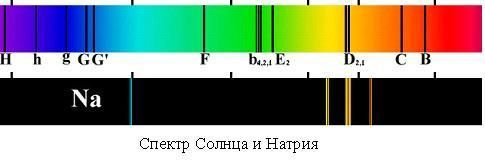 H h g G G' F b4,2,1 E2 D2,1 C B
Na
Спектр Солнца и Натрия